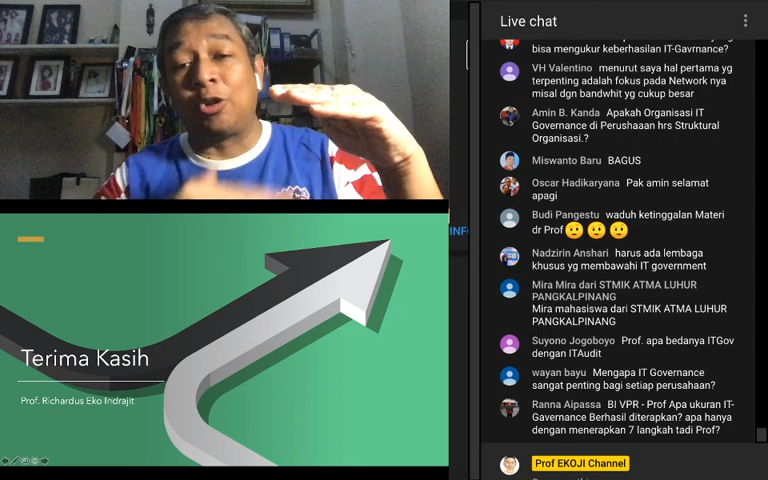 Live chat
bisa mengukur keberhasilan IT-Gavrnance?
VH Valentino menurut saya hal pertama yg
terpenting adalah fokus pada Network nya
misal dgn bandwhit yg cukup besar
Amin B. Kanda Apakah Organisasi IT
Governance di Perushaaan hrs Struktural
Organisasi.?
Miswanto Baru BAGUS
Oscar Hadikaryana Pak amin selamat
apagi
Budi Pangestu waduh ketinggalan Materi
dr Prof
Nadzirin Anshari harus ada lembaga
khusus yg membawahi IT government
Mira Mira dari STMIK ATMA LUHUR
PANGKALPINANG
Mira mahasiswa dari STMIK ATMA LUHUR
PANGKALPINANG
Suyono Jogoboyo Prof. apa bedanya ITGov
dengan ITAudit
wayan bayu Mengapa IT Governance
sangat penting bagi setiap perusahaan?
Ranna Aipassa BI VPR - Prof Apa ukuran IT-
Governance Berhasil diterapkan? apa hanya
dengan menerapkan 7 langkah tadi Prof?
Prof EKOJI Channel
INF
Terima Kasih
Prof. Richardus Eko Indrajit